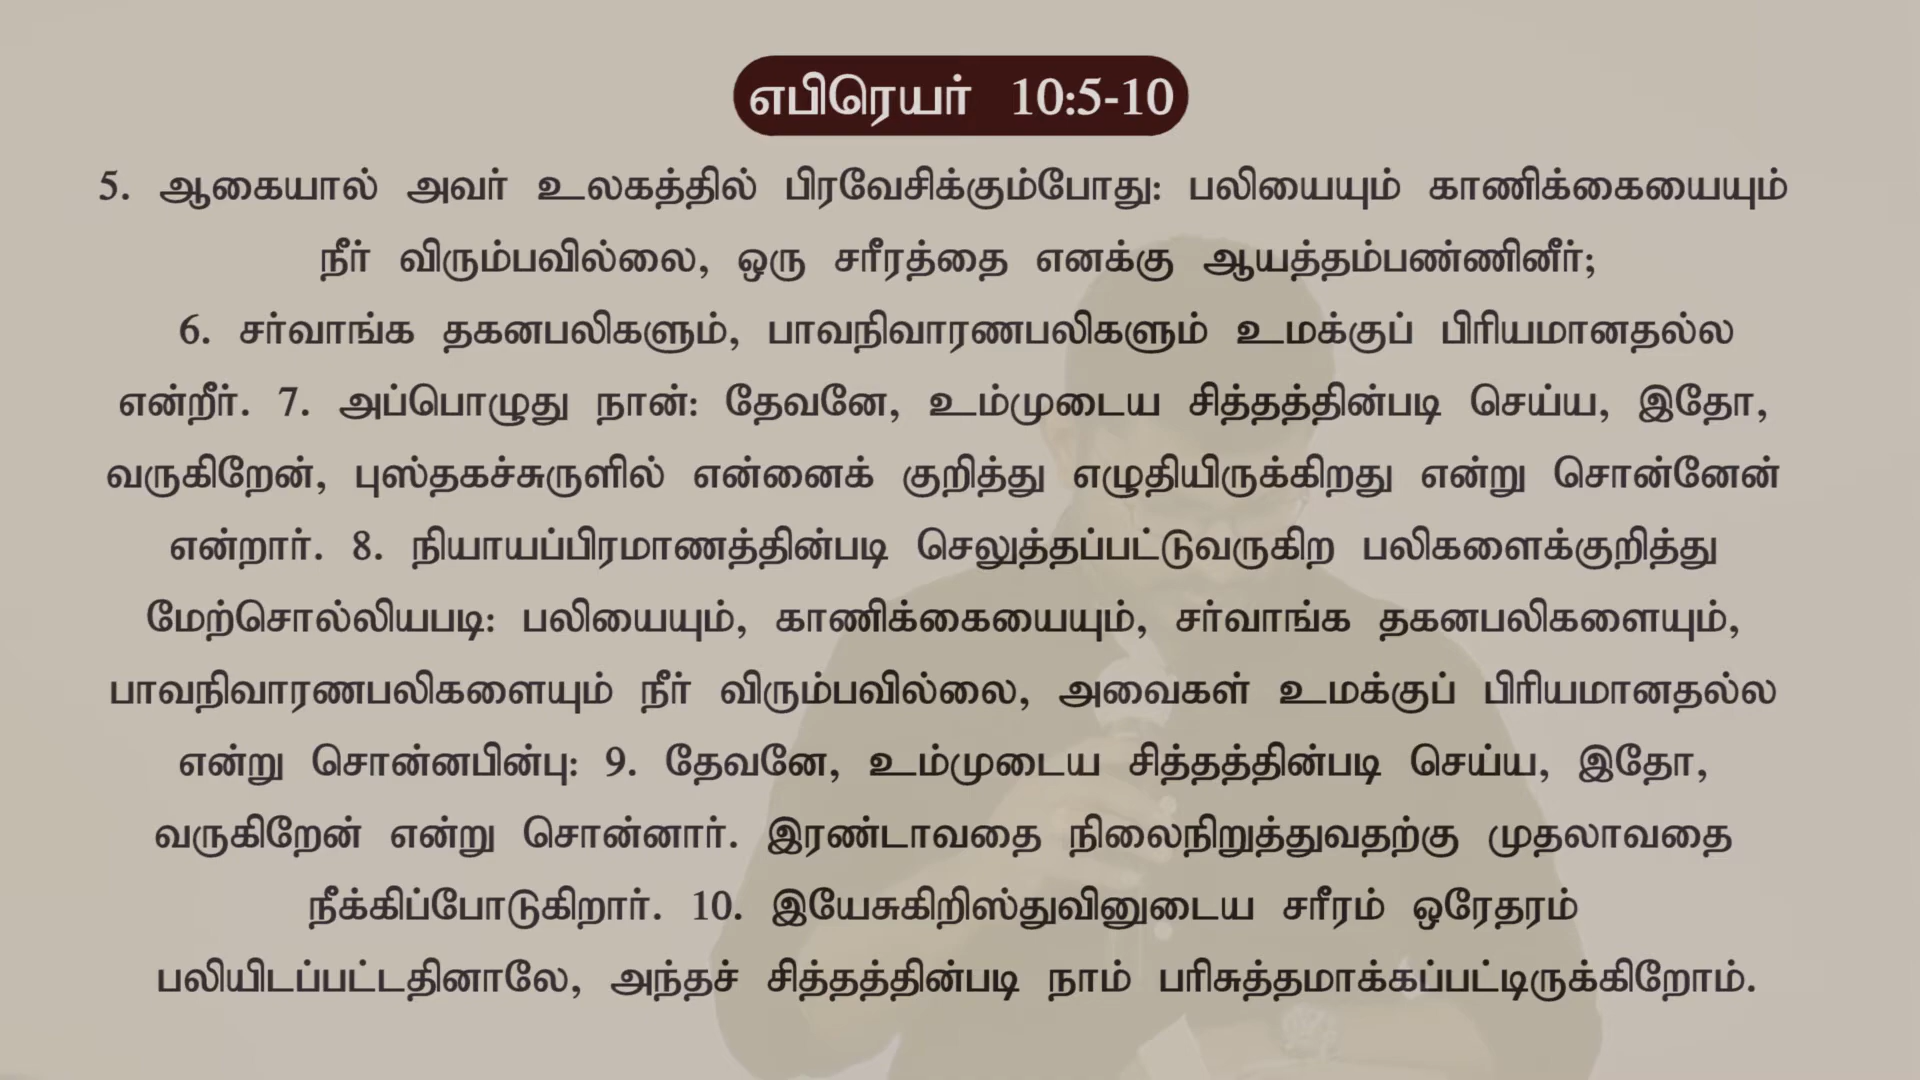 எபிரெயர் 10:5-10
5. ஆகையால் அவர் உலகத்தில் பிரவேசிக்கும்போது: பலியையும் காணிக்கையையும்
நீர் விரும்பவில்லை, ஒரு சரீரத்தை எனக்கு ஆயத்தம்பண்ணினீர்;
6. சர்வாங்க தகனபலிகளும், பாவநிவாரணபலிகளும் உமக்குப் பிரியமானதல்ல
என்றீர். 7. அப்பொழுது நான்: தேவனே, உம்முடைய சித்தத்தின்படி செய்ய, இதோ,
வருகிறேன், புஸ்தகச்சுருளில் என்னைக் குறித்து எழுதியிருக்கிறது என்று சொன்னேன்
என்றார். 8. நியாயப்பிரமாணத்தின்படி செலுத்தப்பட்டுவருகிற பலிகளைக்குறித்து
மேற்சொல்லியபடி: பலியையும், காணிக்கையையும், சர்வாங்க தகனபலிகளையும்,
பாவநிவாரணபலிகளையும் நீர் விரும்பவில்லை, அவைகள் உமக்குப் பிரியமானதல்ல
என்று சொன்னபின்பு: 9. தேவனே, உம்முடைய சித்தத்தின்படி செய்ய, இதோ,
வருகிறேன் என்று சொன்னார். இரண்டாவதை நிலைநிறுத்துவதற்கு முதலாவதை
நீக்கிப்போடுகிறார். 10. இயேசுகிறிஸ்துவினுடைய சரீரம் ஒரேதரம்
பலியிடப்பட்டதினாலே, அந்தச் சித்தத்தின்படி நாம் பரிசுத்தமாக்கப்பட்டிருக்கிறோம்.